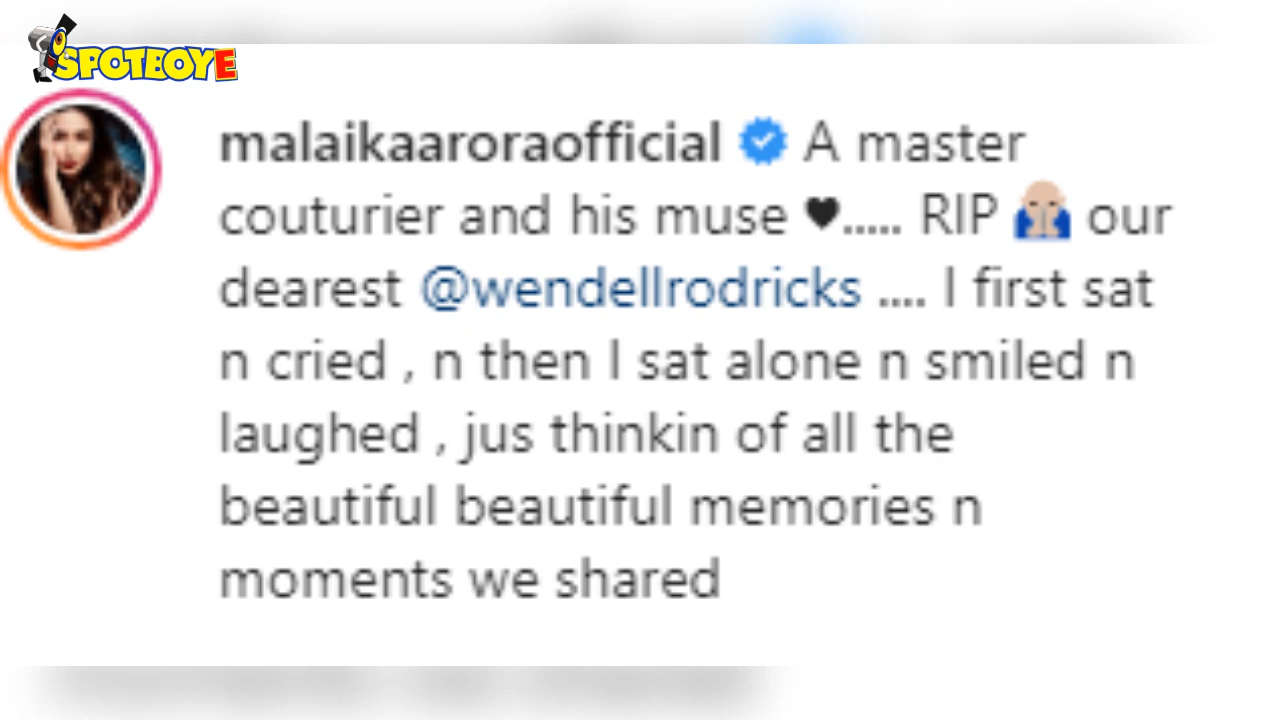 SPOTBOYE
malaikaaroraofficial A master
couturier and his muse ♥..... RIP 🙏 our
dearest @wendellrodricks .... I first sat
n cried , n then I sat alone n smiled n
laughed , jus thinkin of all the
beautiful beautiful memories n
moments we shared